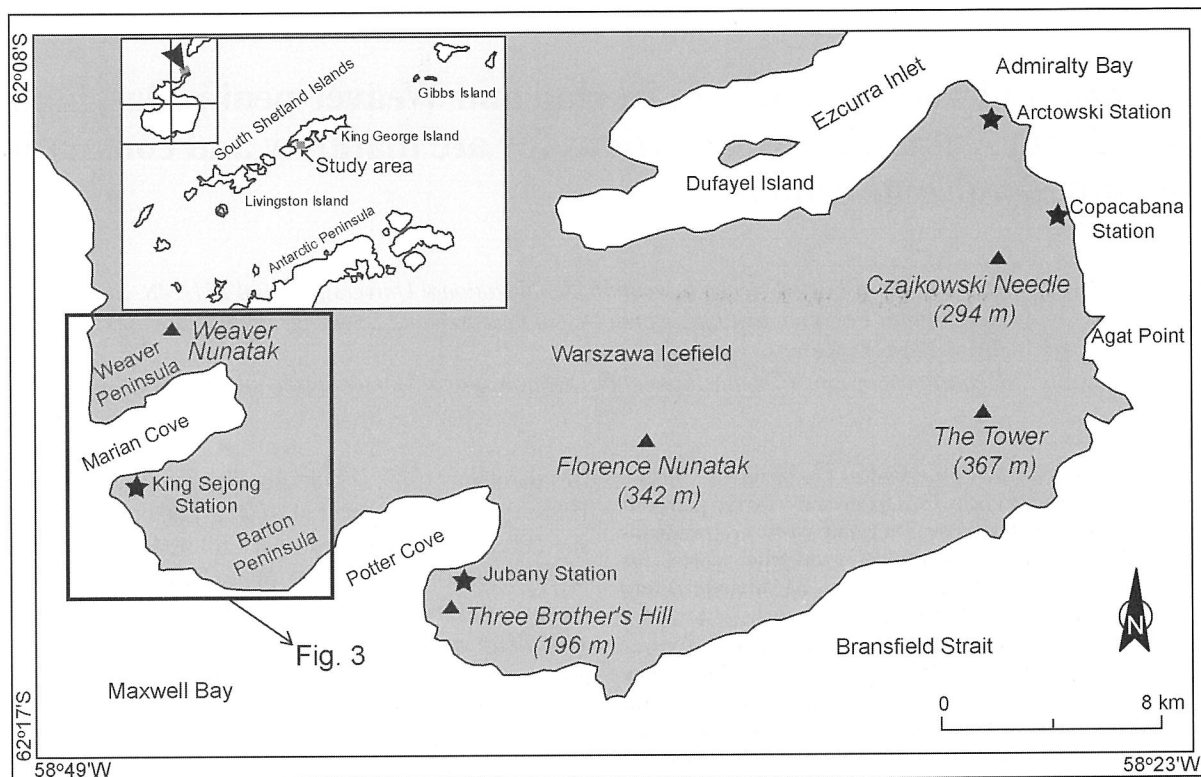 62°08'S
South Shetland Islands
Gibbs Island
King George Island
Study area
Livingston Island
Antarctic Peninsula
Admiralty Bay
Ezcurra Inlet
Arctowski Station
Dufayel Island
Copacabana
Station
Czajkowski Needle
(294 m)
Agat Point
Weaver
Nunatak
Weaver
Peninsula
Warszawa Icefield
Marian Cove
The Tower
(367 m)
Florence Nunatak
(342 m)
King Sejong
Station
Barton
Peninsula
Potter Cove
Jubany Station
Three Brother's Hill
(196 m)
Bransfield Strait
N
Fig. 3
Maxwell Bay
0 8 km
62°17'S
58°49'W
58°23'W